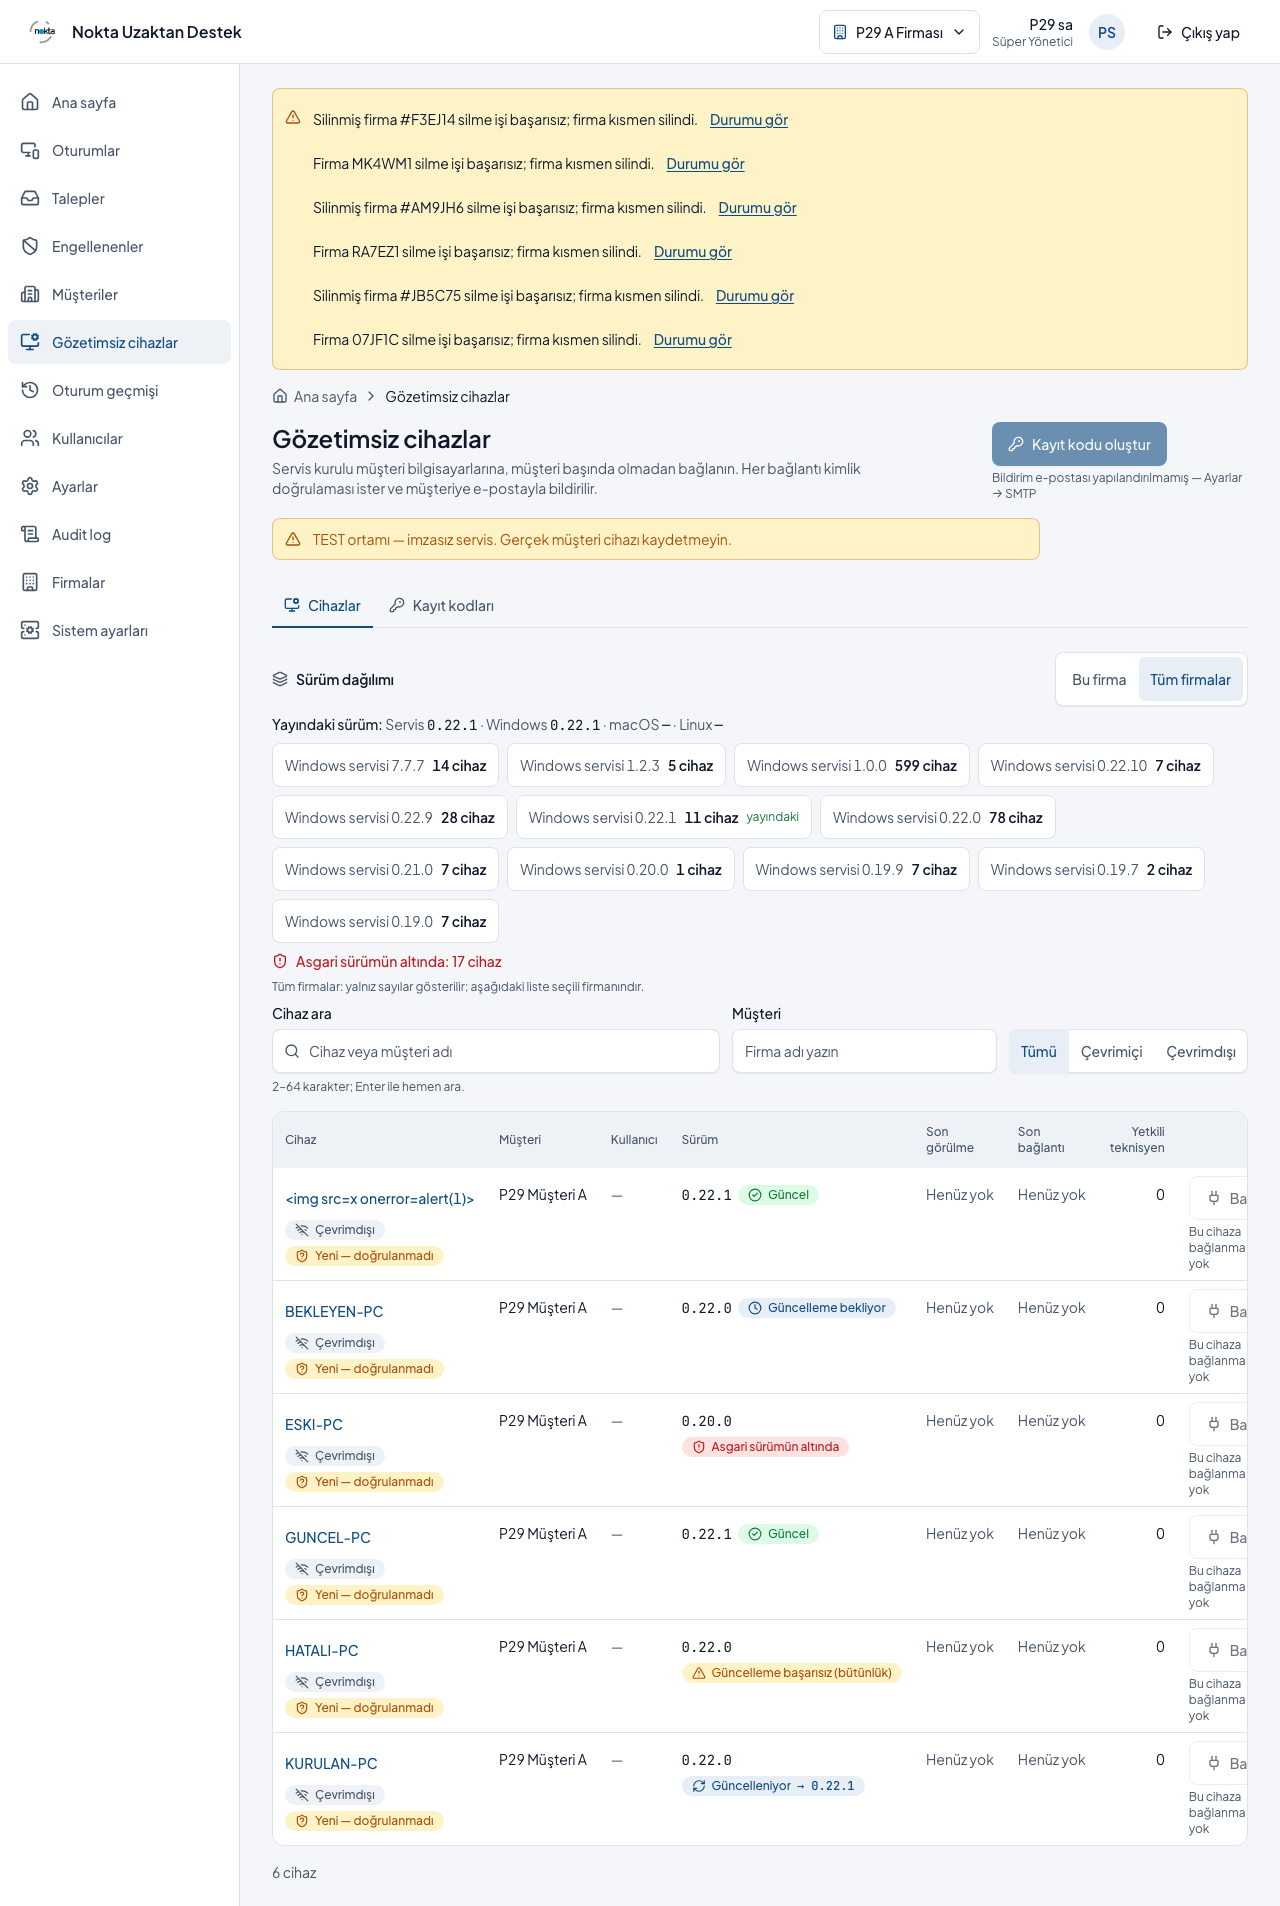 nokta
Nokta Uzaktan Destek
P29 A Firması
P29 sa
Süper Yönetici
PS
Çıkış yap
Ana sayfa
Oturumlar
Talepler
Engellenenler
Müşteriler
Gözetimsiz cihazlar
Oturum geçmişi
Kullanıcılar
Ayarlar
Audit log
Firmalar
Sistem ayarları
Silinmiş firma #F3EJ14 silme işi başarısız; firma kısmen silindi. Durumu gör
Firma MK4WM1 silme işi başarısız; firma kısmen silindi. Durumu gör
Silinmiş firma #AM9JH6 silme işi başarısız; firma kısmen silindi. Durumu gör
Firma RA7EZ1 silme işi başarısız; firma kısmen silindi. Durumu gör
Silinmiş firma #JB5C75 silme işi başarısız; firma kısmen silindi. Durumu gör
Firma 07JF1C silme işi başarısız; firma kısmen silindi. Durumu gör
Ana sayfa > Gözetimsiz cihazlar
Gözetimsiz cihazlar
Servis kurulu müşteri bilgisayarlarına, müşteri başında olmadan bağlanın. Her bağlantı kimlik
doğrulaması ister ve müşteriye e-postayla bildirilir.
Kayıt kodu oluştur
Bildirim e-postası yapılandırılmamış — Ayarlar
→ SMTP
TEST ortamı — imzasız servis. Gerçek müşteri cihazı kaydetmeyin.
Cihazlar
Kayıt kodları
Sürüm dağılımı
Bu firma
Tüm firmalar
Yayındaki sürüm: Servis 0.22.1 · Windows 0.22.1 · macOS — · Linux —
Windows servisi 7.7.7 14 cihaz
Windows servisi 1.2.3 5 cihaz
Windows servisi 1.0.0 599 cihaz
Windows servisi 0.22.10 7 cihaz
Windows servisi 0.22.9 28 cihaz
Windows servisi 0.22.1 11 cihaz yayındaki
Windows servisi 0.22.0 78 cihaz
Windows servisi 0.21.0 7 cihaz
Windows servisi 0.20.0 1 cihaz
Windows servisi 0.19.9 7 cihaz
Windows servisi 0.19.7 2 cihaz
Windows servisi 0.19.0 7 cihaz
Asgari sürümün altında: 17 cihaz
Tüm firmalar: yalnız sayılar gösterilir; aşağıdaki liste seçili firmanındır.
Cihaz ara
Müşteri
Cihaz veya müşteri adı
Firma adı yazın
Tümü
Çevrimiçi
Çevrimdışı
2–64 karakter; Enter ile hemen ara.
Cihaz
Müşteri
Kullanıcı
Sürüm
Son
görülme
Son
bağlantı
Yetkili
teknisyen
<img src=x onerror=alert(1)>
Çevrimdışı
Yeni — doğrulanmadı
P29 Müşteri A
—
0.22.1 Güncel
Henüz yok
Henüz yok
0
Ba
Bu cihaza
bağlanma
yok
BEKLEYEN-PC
Çevrimdışı
Yeni — doğrulanmadı
P29 Müşteri A
—
0.22.0 Güncelleme bekliyor
Henüz yok
Henüz yok
0
Ba
Bu cihaza
bağlanma
yok
ESKI-PC
Çevrimdışı
Yeni — doğrulanmadı
P29 Müşteri A
—
0.20.0
Asgari sürümün altında
Henüz yok
Henüz yok
0
Ba
Bu cihaza
bağlanma
yok
GUNCEL-PC
Çevrimdışı
Yeni — doğrulanmadı
P29 Müşteri A
—
0.22.1 Güncel
Henüz yok
Henüz yok
0
Ba
Bu cihaza
bağlanma
yok
HATALI-PC
Çevrimdışı
Yeni — doğrulanmadı
P29 Müşteri A
—
0.22.0
Güncelleme başarısız (bütünlük)
Henüz yok
Henüz yok
0
Ba
Bu cihaza
bağlanma
yok
KURULAN-PC
Çevrimdışı
Yeni — doğrulanmadı
P29 Müşteri A
—
0.22.0
Güncelleniyor → 0.22.1
Henüz yok
Henüz yok
0
Ba
Bu cihaza
bağlanma
yok
6 cihaz